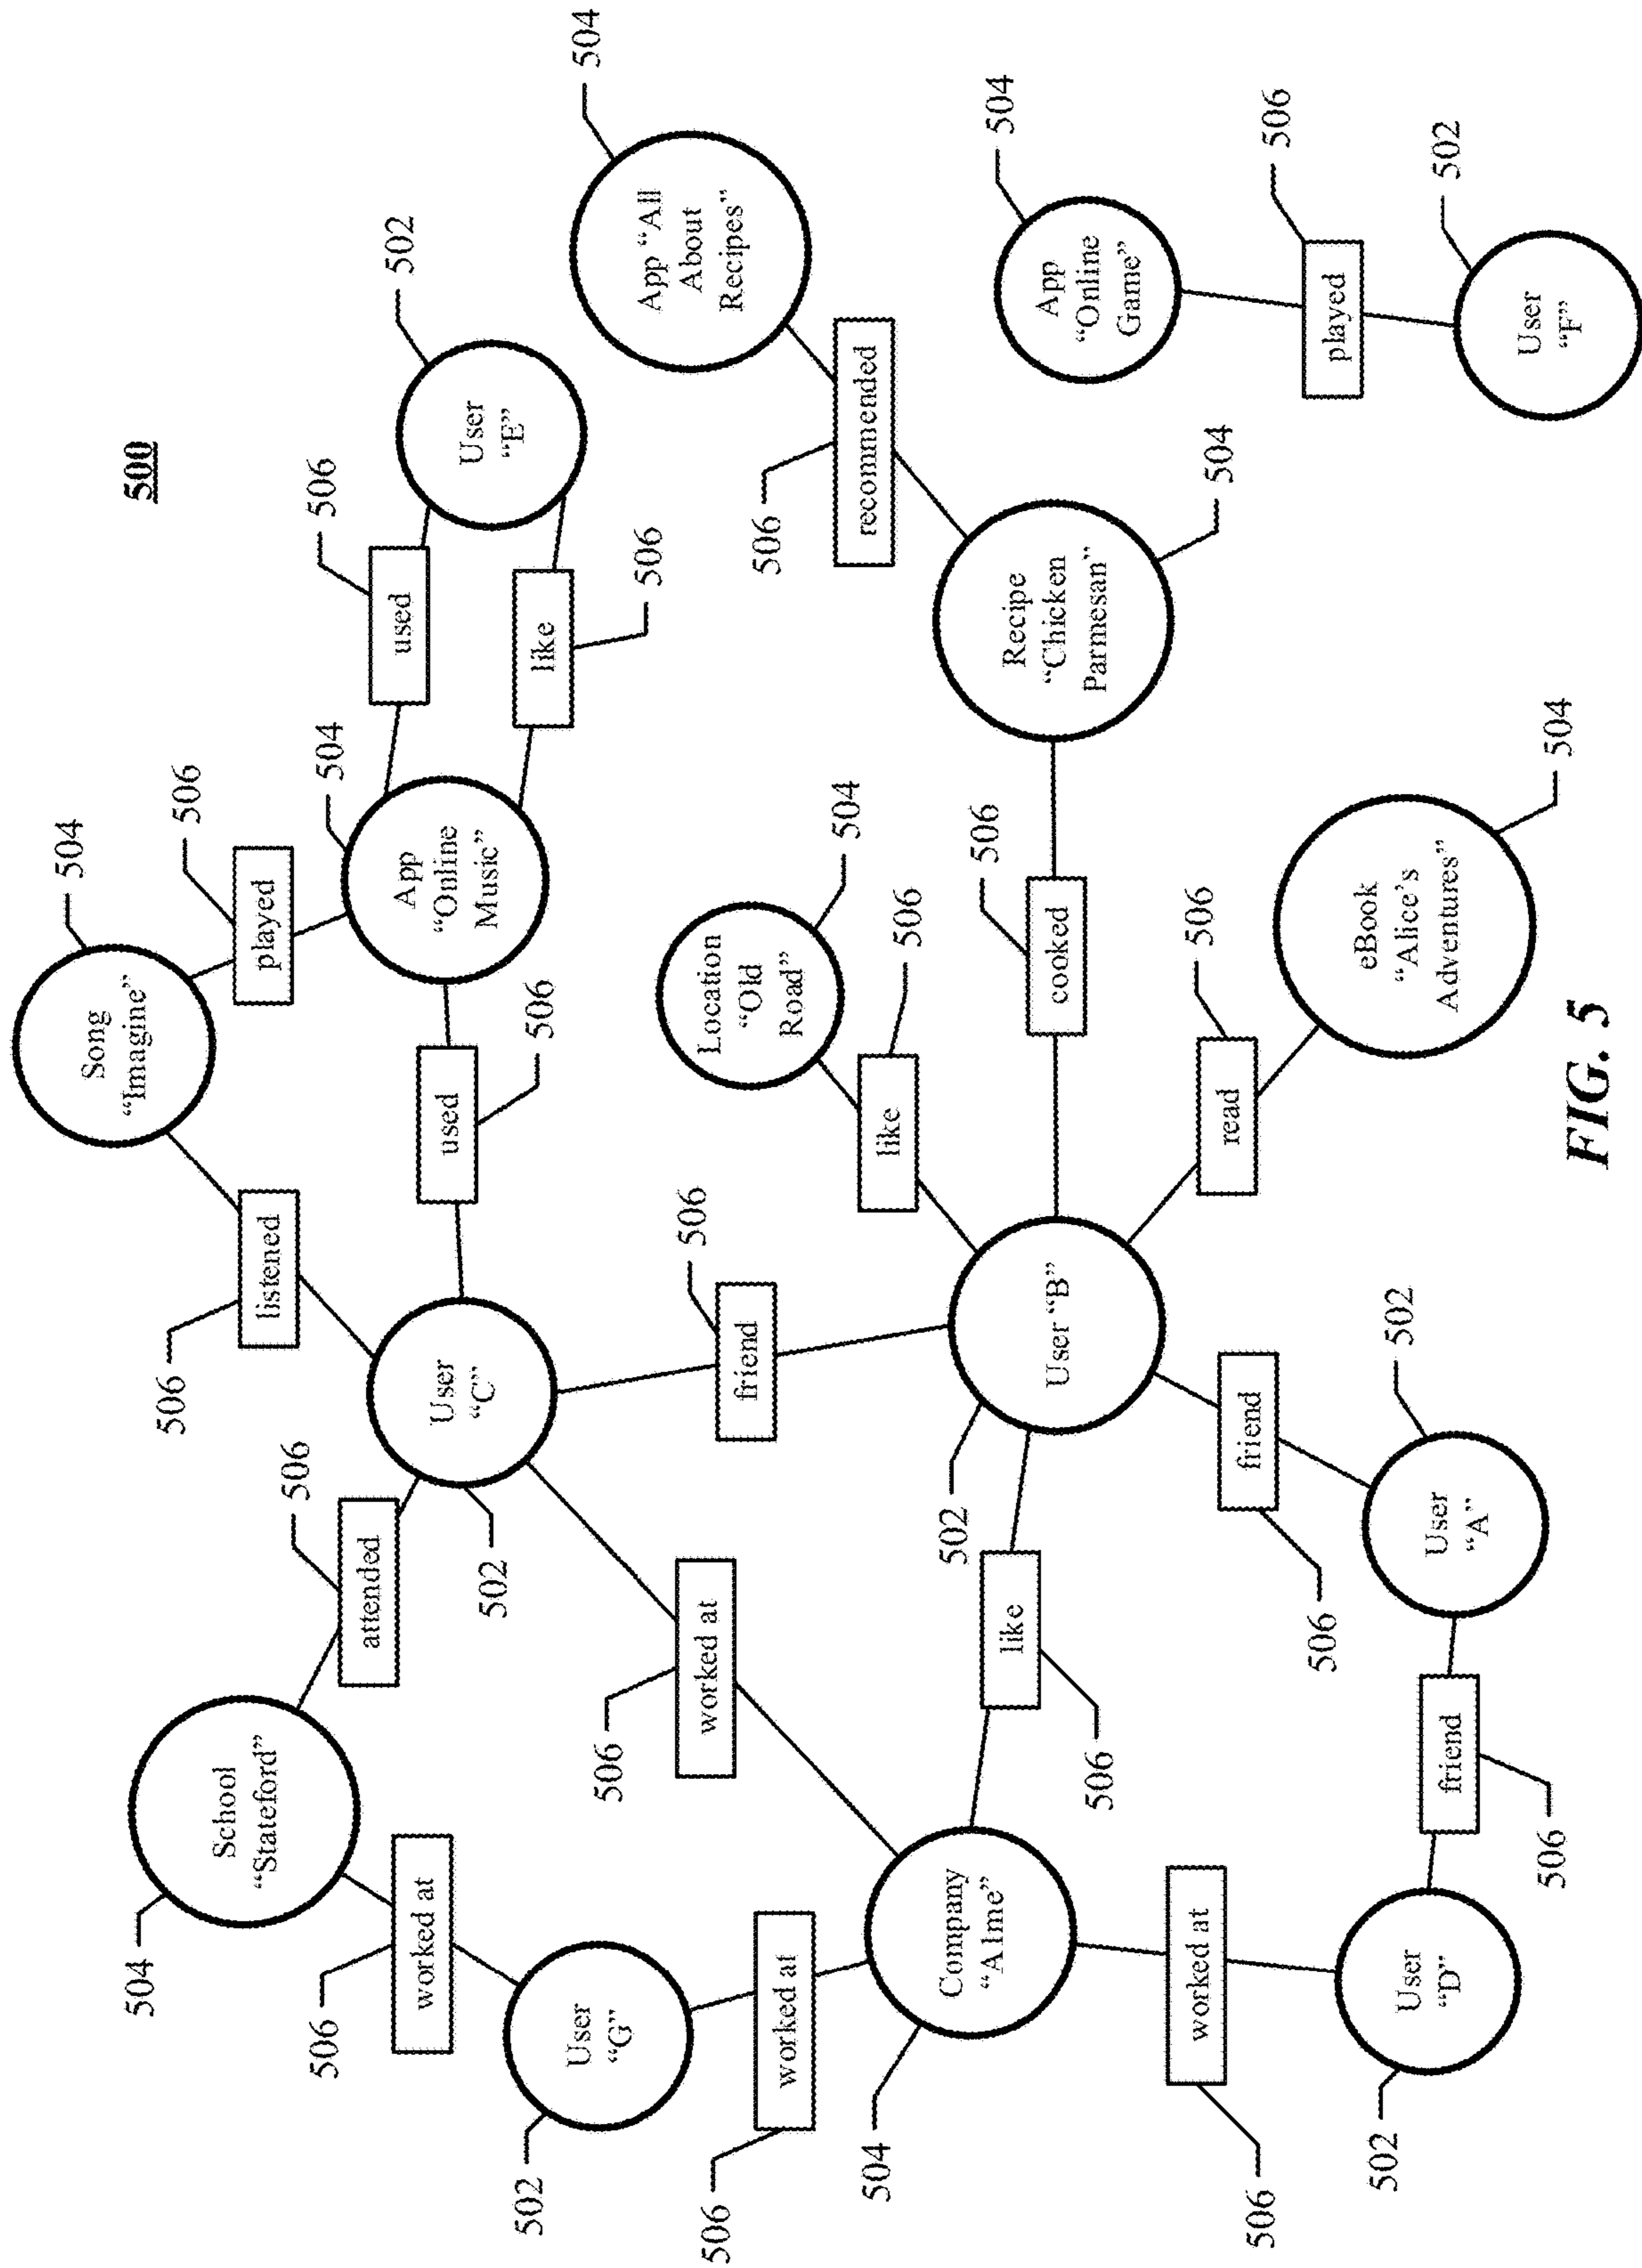 500
504
Song
“Imagine”
504
School
“Stateford”
506
played
506
listened
504
506
attended
506
used
502
504
App
“Online
Music”
506
used
User
“C”
502
User
“E”
506
worked at
502
506
like
506
502
User
“G”
504
506
worked at
506
friend
App “All
About
Recipes”
Location
“Old
Road”
504
506
worked at
506
recommended
like
506
504
Company
“Alme”
502
like
506
504
506
cooked
Recipe
“Chicken
Parmesan”
504
User “B”
App
“Online
Game”
506
worked at
506
read
506
friend
506
506
played
502
User
“D”
502
User
“A”
506
friend
eBook
“Alice’s
Adventures”
504
502
User
“F”
FIG. 5